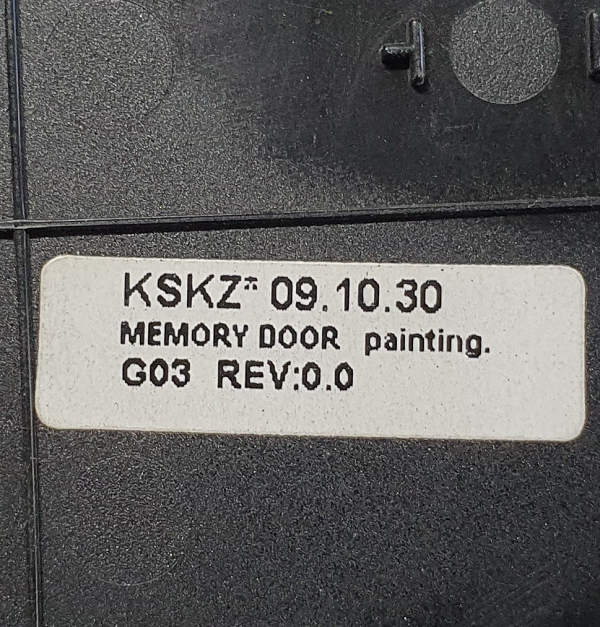 KSKZ* 09.10.30
MEMORY DOOR painting.
G03 REV:0.0